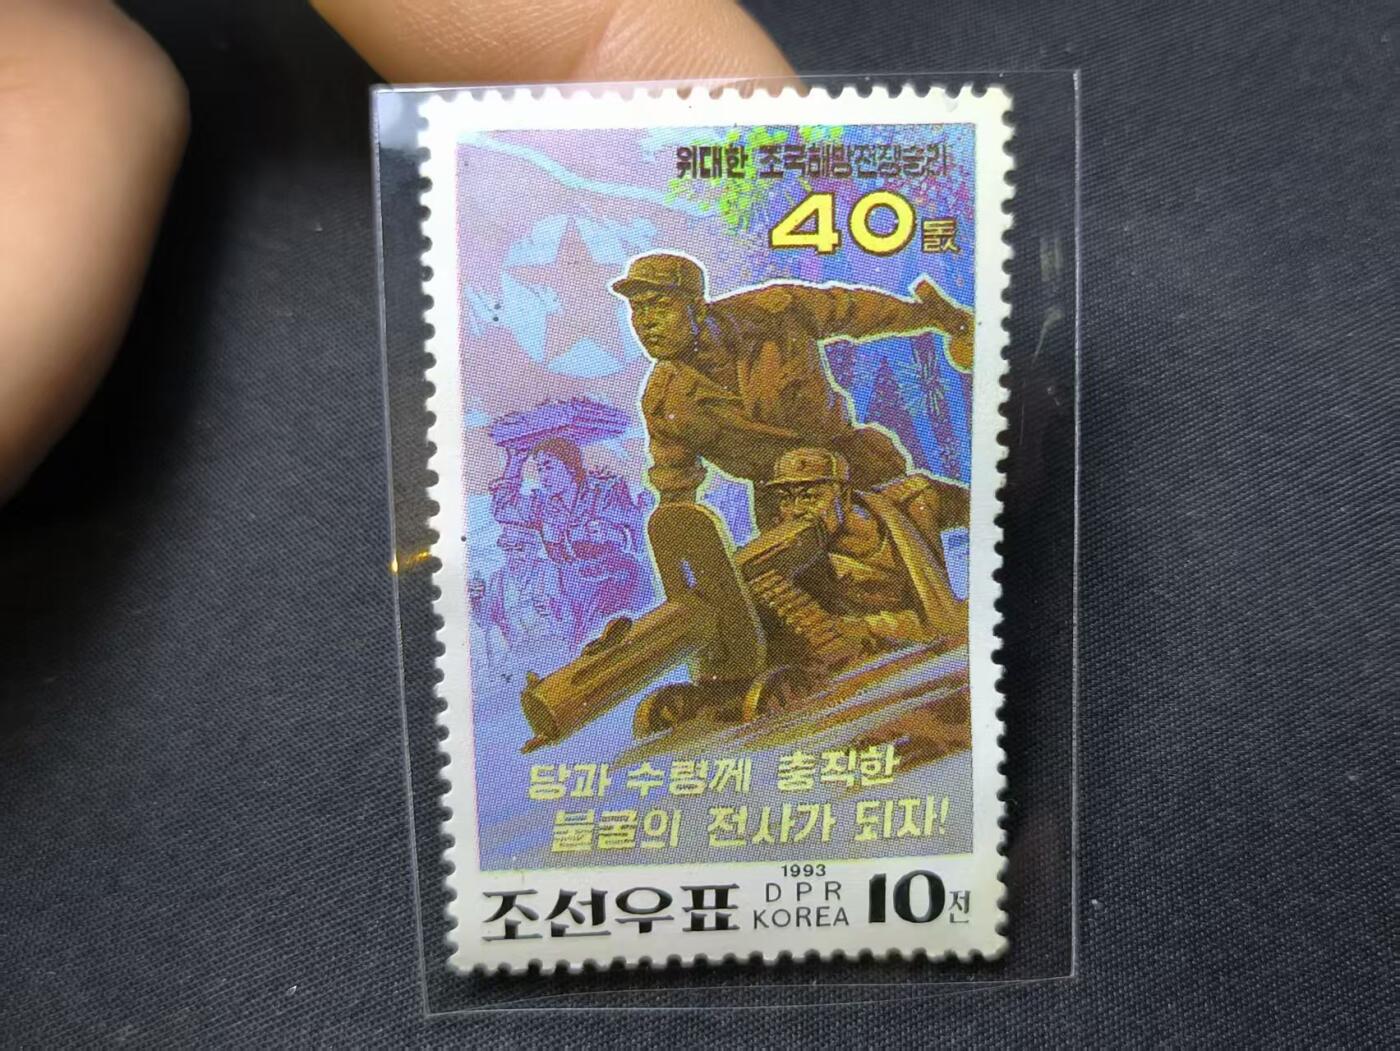 위대한 조국해방전쟁승리
40돐
당과 수령께 충직한
불굴의 전사가 되자!
조선우표
1993
DPR
KOREA
10전